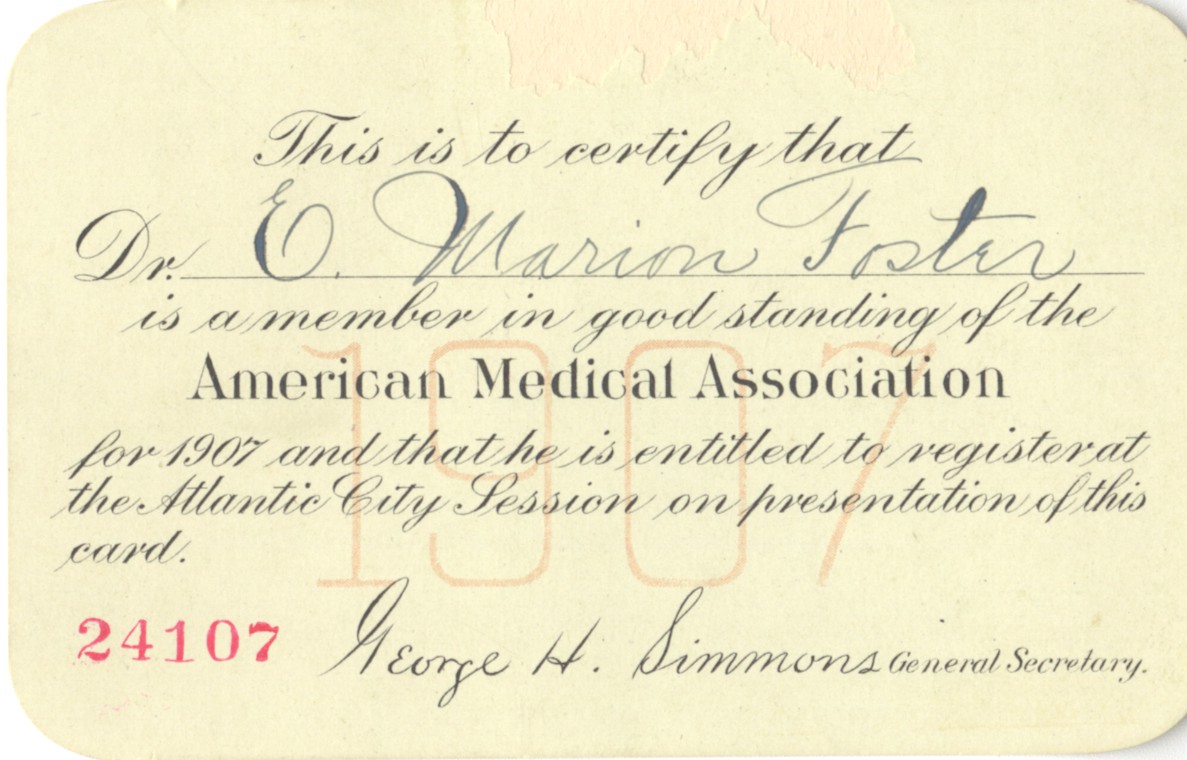 This is to certify that
Dr. E. Marion Foster
is a member in good standing of the
American Medical Association
1907
for 1907 and that he is entitled to register at
the Atlantic City Session on presentation of this
card.
24107 George H. Simmons General Secretary.